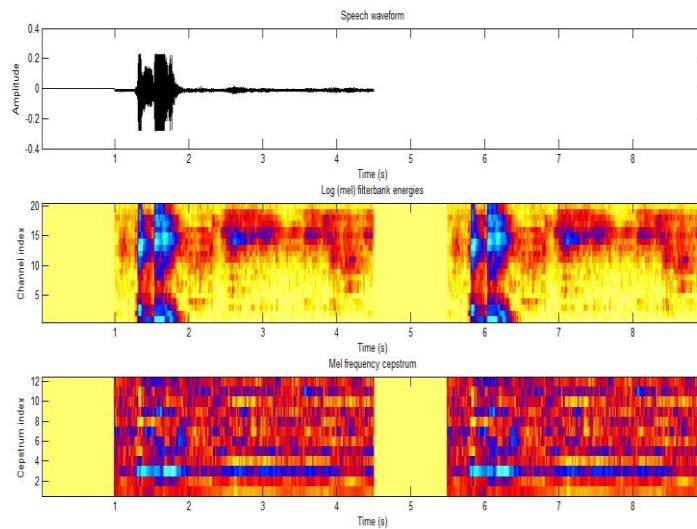 Speech waveform
0.4
0.2
0
-0.2
-0.4
Amplitude
1 2 3 4 5 6 7 8
Time (s)
Log (mel) filterbank energies
20
15
10
5
Channel index
1 2 3 4 5 6 7 8
Time (s)
Mel frequency cepstrum
12
10
8
6
4
2
Cepstrum index
1 2 3 4 5 6 7 8
Time (s)